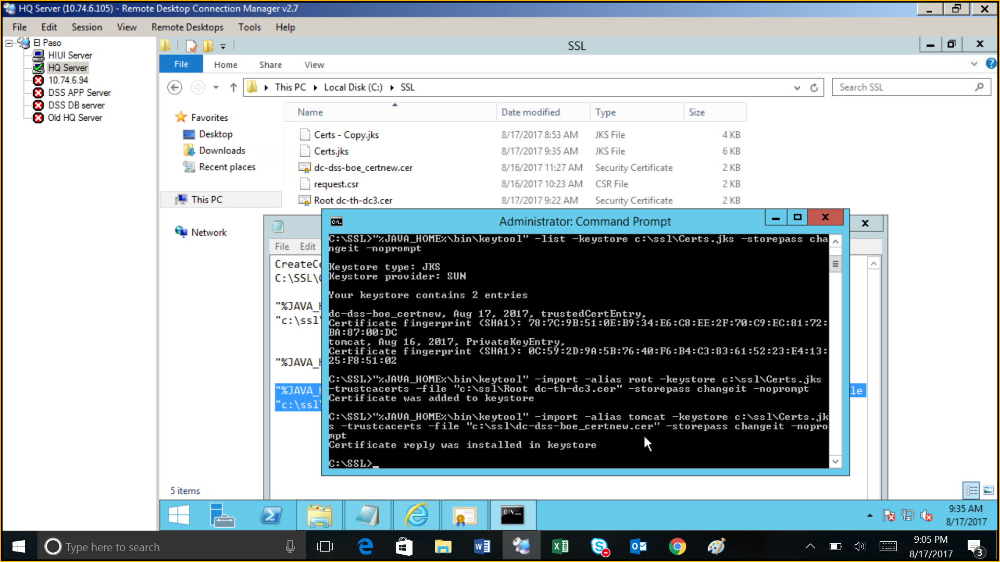 HQ Server (10.74.6.105) - Remote Desktop Connection Manager v2.7
File Edit Session View Remote Desktops Tools Help
El Paso
HIUI Server
HQ Server
10.74.6.94
DSS APP Server
DSS DB server
Old HQ Server
SSL
File Home Share View
This PC Local Disk (C:) SSL
Search SSL
Favorites
Desktop
Downloads
Recent places
This PC
Network
Name Date modified Type Size
Certs - Copy.jks 8/17/2017 8:53 AM JKS File 4 KB
Certs.jks 8/17/2017 9:35 AM JKS File 6 KB
dc-dss-boe_certnew.cer 8/16/2017 11:27 AM Security Certificate 2 KB
request.csr 8/16/2017 10:23 AM CSR File 2 KB
Root dc-th-dc3.cer 8/17/2017 9:22 AM Security Certificate 2 KB
File Edit
CreateCe
C:\SSL\
"%JAVA_H
"c:\ssl\
"%JAVA_H
"%JAVA_H le
"c:\ssl\
Administrator: Command Prompt
C:\SSL>"%JAVA_HOME%\bin\keytool" -list -keystore c:\ssl\Certs.jks -storepass cha
ngeit -noprompt
Keystore type: JKS
Keystore provider: SUN
Your keystore contains 2 entries
dc-dss-boe_certnew, Aug 17, 2017, trustedCertEntry,
Certificate fingerprint (SHA1): 78:7C:9B:51:0E:B9:34:E6:C8:EE:2F:70:C9:EC:81:72:
BA:87:00:DC
tomcat, Aug 16, 2017, PrivateKeyEntry,
Certificate fingerprint (SHA1): 0C:59:2D:9A:5B:76:40:F6:B4:C3:83:61:52:23:E4:13:
25:F8:51:02
C:\SSL>"%JAVA_HOME%\bin\keytool" -import -alias root -keystore c:\ssl\Certs.jks
-trustcacerts -file "c:\ssl\Root dc-th-dc3.cer" -storepass changeit -noprompt
Certificate was added to keystore
C:\SSL>"%JAVA_HOME%\bin\keytool" -import -alias tomcat -keystore c:\ssl\Certs.jk
s -trustcacerts -file "c:\ssl\dc-dss-boe_certnew.cer" -storepass changeit -nopro
mpt
Certificate reply was installed in keystore
C:\SSL>_
5 items
9:35 AM
8/17/2017
Type here to search
9:05 PM
8/17/2017
3